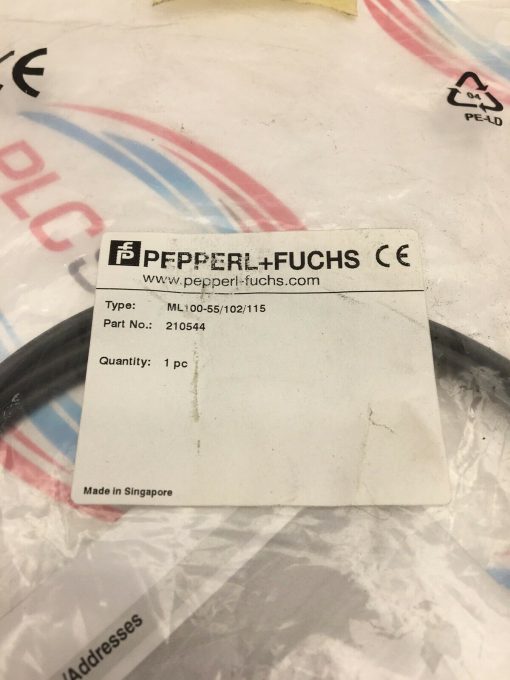 CE
04
PE-LD
PLC
PEPPERL+FUCHS CE
www.pepperl-fuchs.com
Type: ML100-55/102/115
Part No.: 210544
Quantity: 1 pc
Made in Singapore
/Addresses